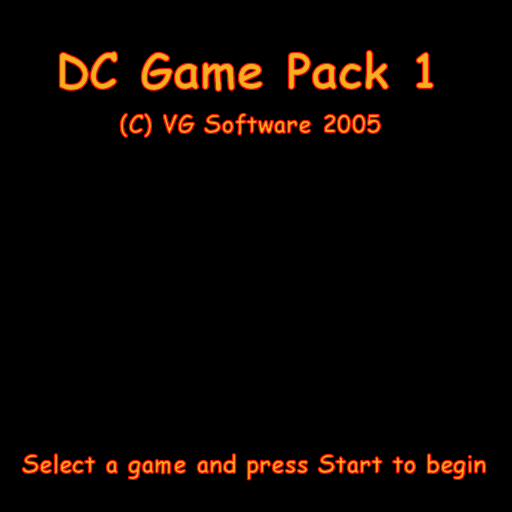 DC Game Pack 1
(C) VG Software 2005
Select a game and press Start to begin